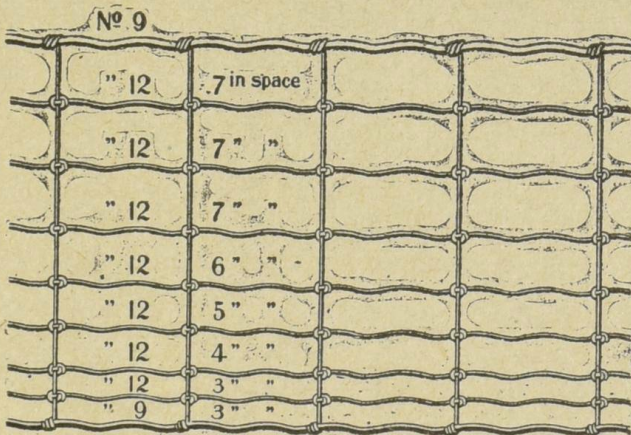 Nº 9
" 12 7 in space
" 12 7 " "
" 12 7 " "
" 12 6 " "
" 12 5 " "
" 12 4 " "
" 12 3 " "
" 9 3 " "